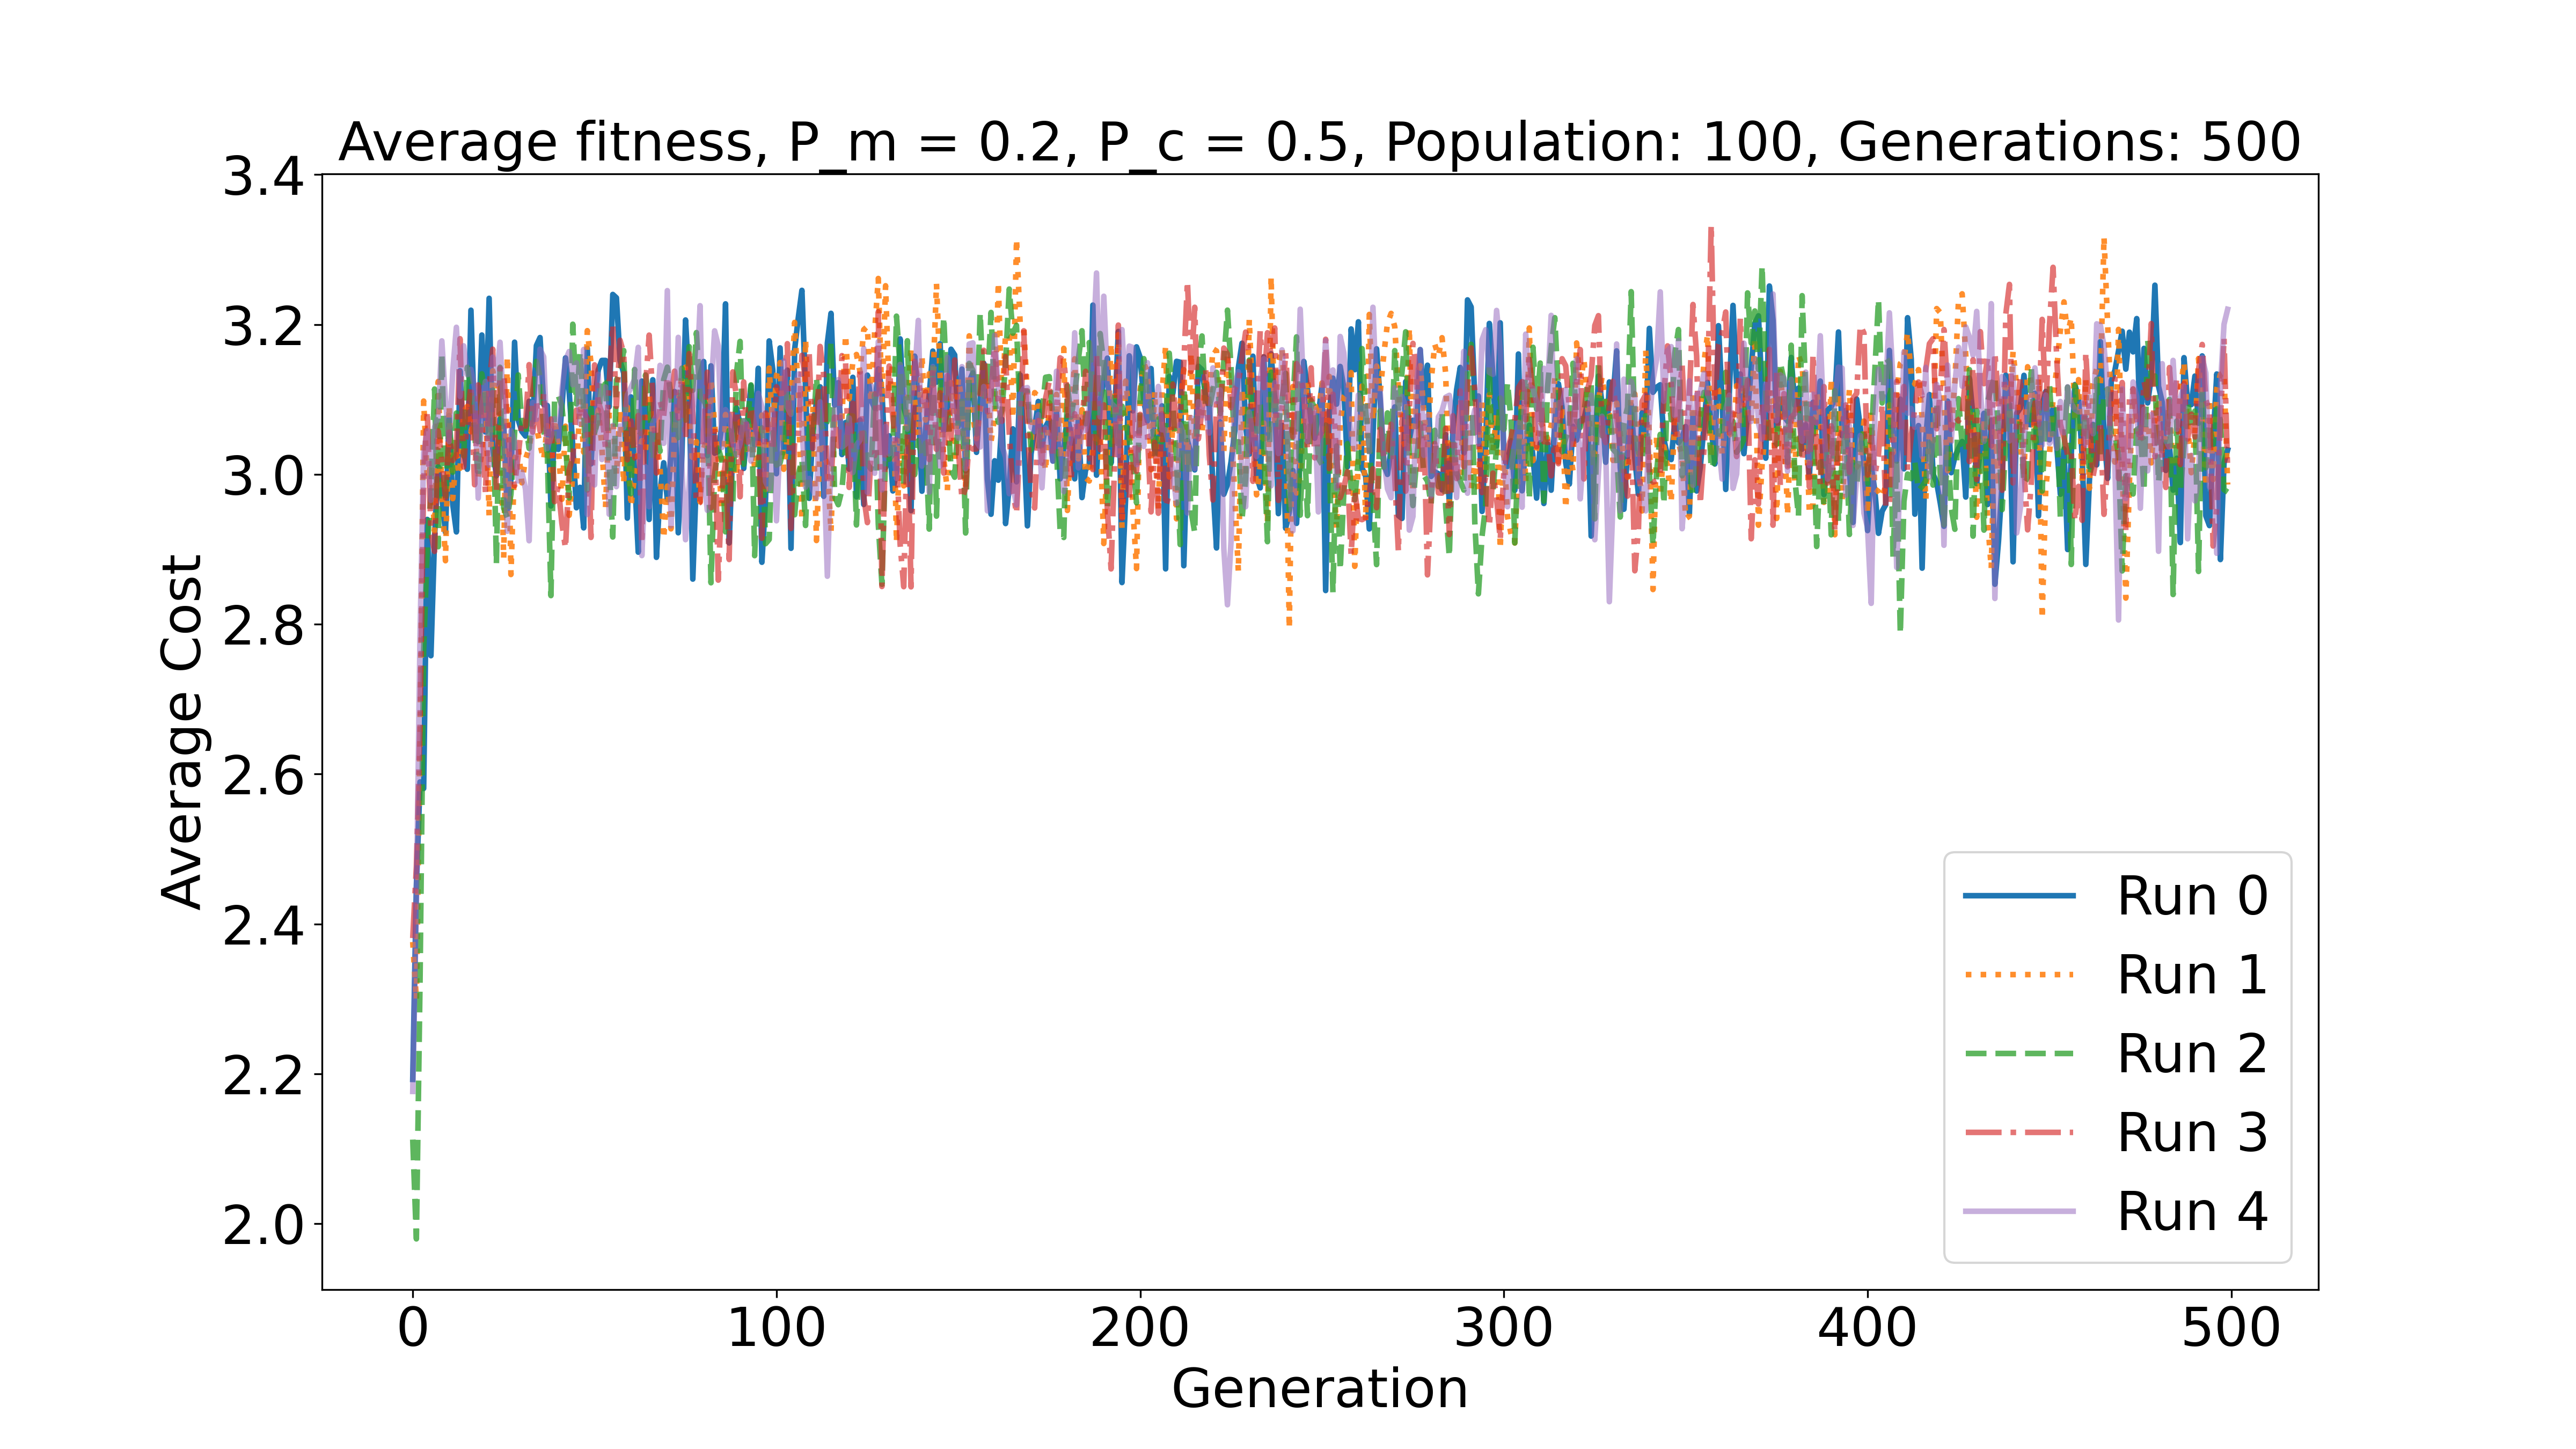 Average fitness, P_m = 0.2, P_c = 0.5, Population: 100, Generations: 500
3.4
3.2
3.0
2.8
2.6
2.4
2.2
2.0
Average Cost
Run 0
Run 1
Run 2
Run 3
Run 4
0 100 200 300 400 500
Generation